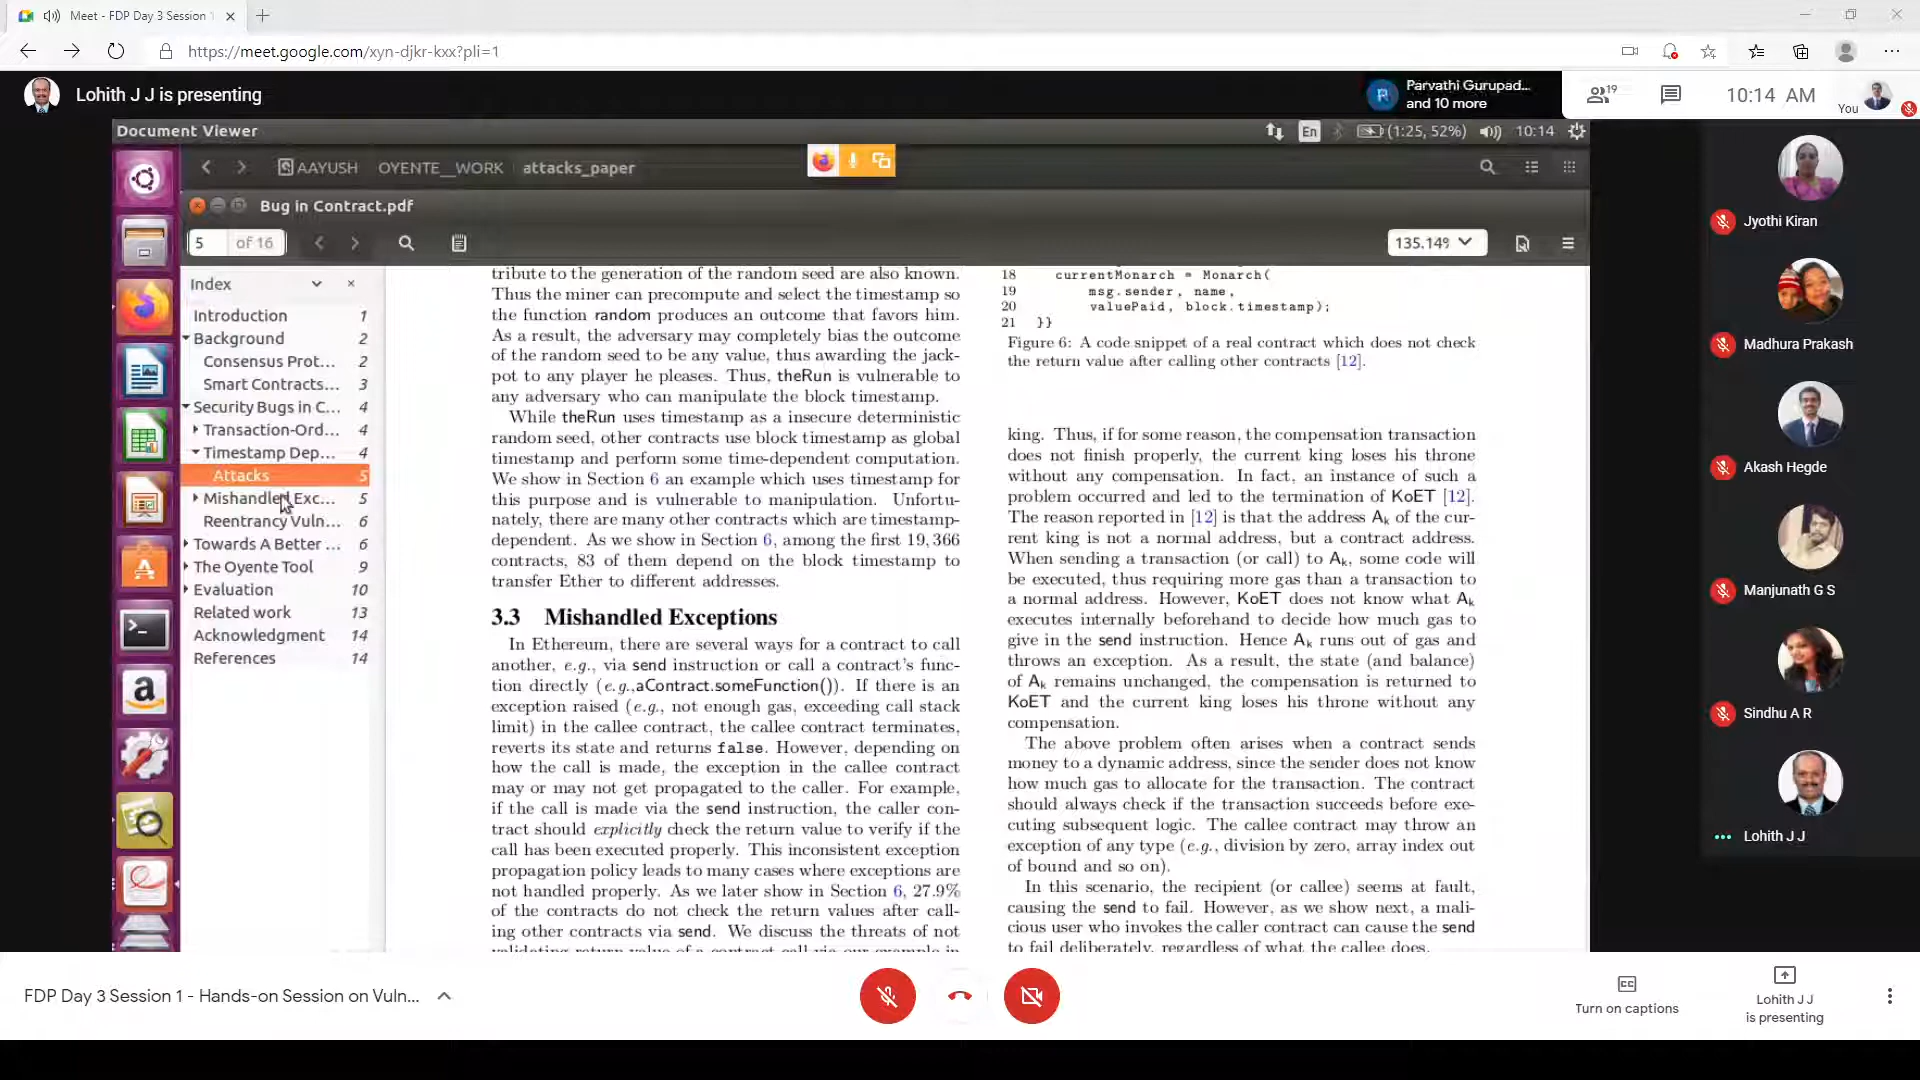 Meet - FDP Day 3 Session 1
https://meet.google.com/xyn-djkr-kxx?pli=1
Lohith J J is presenting
R
Parvathi Gurupad...
and 10 more
19
10:14 AM
You
Document Viewer
En
(1:25, 52%)
10:14
AAYUSH
OYENTE__WORK
attacks_paper
Bug in Contract.pdf
5
of 16
135.14%
Index
Introduction 1
Background 2
Consensus Prot... 2
Smart Contracts... 3
Security Bugs in C... 4
Transaction-Ord... 4
Timestamp Dep... 4
Attacks 5
Mishandled Exc... 5
Reentrancy Vuln... 6
Towards A Better ... 6
The Oyente Tool 9
Evaluation 10
Related work 13
Acknowledgment 14
References 14
tribute to the generation of the random seed are also known.
Thus the miner can precompute and select the timestamp so
the function random produces an outcome that favors him.
As a result, the adversary may completely bias the outcome
of the random seed to be any value, thus awarding the jack-
pot to any player he pleases. Thus, theRun is vulnerable to
any adversary who can manipulate the block timestamp.
While theRun uses timestamp as a insecure deterministic
random seed, other contracts use block timestamp as global
timestamp and perform some time-dependent computation.
We show in Section 6 an example which uses timestamp for
this purpose and is vulnerable to manipulation. Unfortu-
nately, there are many other contracts which are timestamp-
dependent. As we show in Section 6, among the first 19,366
contracts, 83 of them depend on the block timestamp to
transfer Ether to different addresses.
3.3 Mishandled Exceptions
In Ethereum, there are several ways for a contract to call
another, e.g., via send instruction or call a contract's func-
tion directly (e.g.,aContract.someFunction()). If there is an
exception raised (e.g., not enough gas, exceeding call stack
limit) in the callee contract, the callee contract terminates,
reverts its state and returns false. However, depending on
how the call is made, the exception in the callee contract
may or may not get propagated to the caller. For example,
if the call is made via the send instruction, the caller con-
tract should explicitly check the return value to verify if the
call has been executed properly. This inconsistent exception
propagation policy leads to many cases where exceptions are
not handled properly. As we later show in Section 6, 27.9%
of the contracts do not check the return values after call-
ing other contracts via send. We discuss the threats of not
validating return value of a contract call via our example in
18 currentMonarch = Monarch(
19 msg.sender, name,
20 valuePaid, block.timestamp);
21 }}
Figure 6: A code snippet of a real contract which does not check
the return value after calling other contracts [12].
king. Thus, if for some reason, the compensation transaction
does not finish properly, the current king loses his throne
without any compensation. In fact, an instance of such a
problem occurred and led to the termination of KoET [12].
The reason reported in [12] is that the address Ak of the cur-
rent king is not a normal address, but a contract address.
When sending a transaction (or call) to Ak, some code will
be executed, thus requiring more gas than a transaction to
a normal address. However, KoET does not know what Ak
executes internally beforehand to decide how much gas to
give in the send instruction. Hence Ak runs out of gas and
throws an exception. As a result, the state (and balance)
of Ak remains unchanged, the compensation is returned to
KoET and the current king loses his throne without any
compensation.
The above problem often arises when a contract sends
money to a dynamic address, since the sender does not know
how much gas to allocate for the transaction. The contract
should always check if the transaction succeeds before exe-
cuting subsequent logic. The callee contract may throw an
exception of any type (e.g., division by zero, array index out
of bound and so on).
In this scenario, the recipient (or callee) seems at fault,
causing the send to fail. However, as we show next, a mali-
cious user who invokes the caller contract can cause the send
to fail deliberately, regardless of what the callee does.
Jyothi Kiran
Madhura Prakash
Akash Hegde
Manjunath G S
Sindhu A R
Lohith J J
FDP Day 3 Session 1 - Hands-on Session on Vuln...
Turn on captions
Lohith J J
is presenting